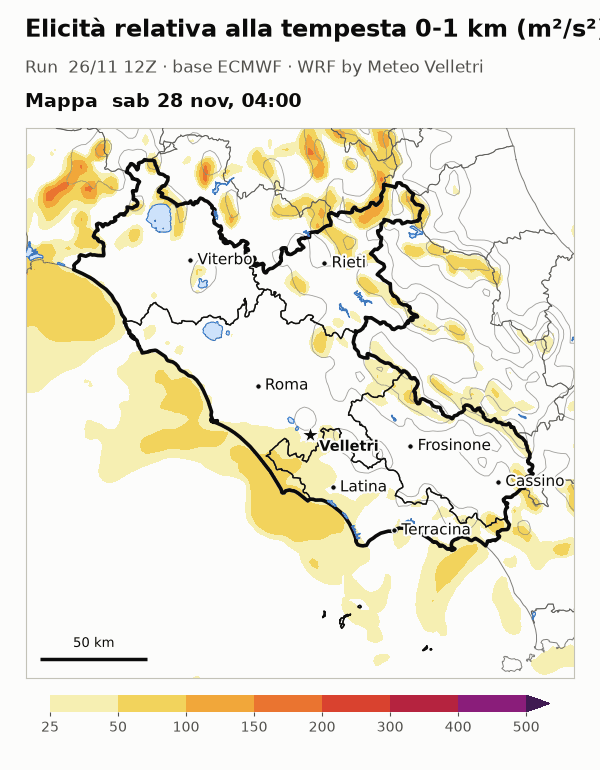 Elicità relativa alla tempesta 0-1 km (m²/s²)
Run 26/11 12Z · base ECMWF · WRF by Meteo Velletri
Mappa sab 28 nov, 04:00
Viterbo
Rieti
Roma
Velletri
Frosinone
Cassino
Latina
Terracina
50 km
25 50 100 150 200 300 400 500